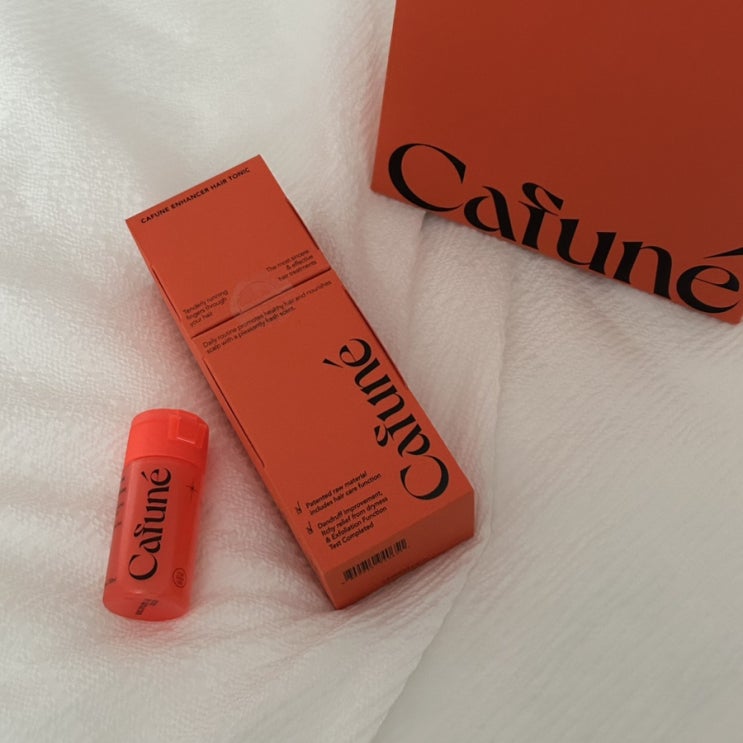 Cafuné
CAFUNE ENHANCER HAIR TONIC
Tenderly running
fingers through
your hair
The most sincere
& effective
hair treatments
Daily routine promotes healthy hair and nourishes
scalp with a pleasantly fresh scent.
Cafuné
Patented raw material
includes hair care function
Dandruff Improvement,
Itchy relief from dryness
& Exfoliation Function
Test Completed
Cafuné